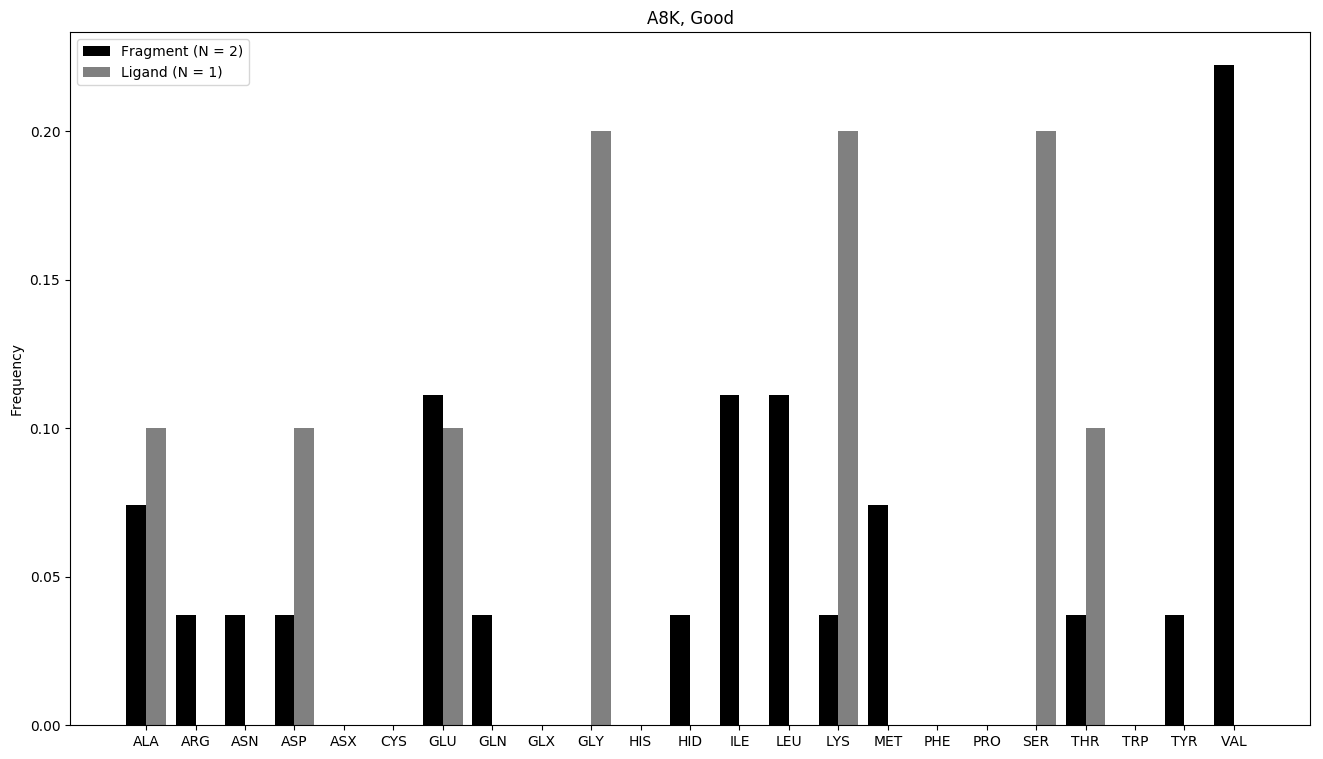 A8K, Good
Fragment (N = 2)
Ligand (N = 1)
Frequency
0.20
0.15
0.10
0.05
0.00
ALA ARG ASN ASP ASX CYS GLU GLN GLX GLY HIS HID ILE LEU LYS MET PHE PRO SER THR TRP TYR VAL